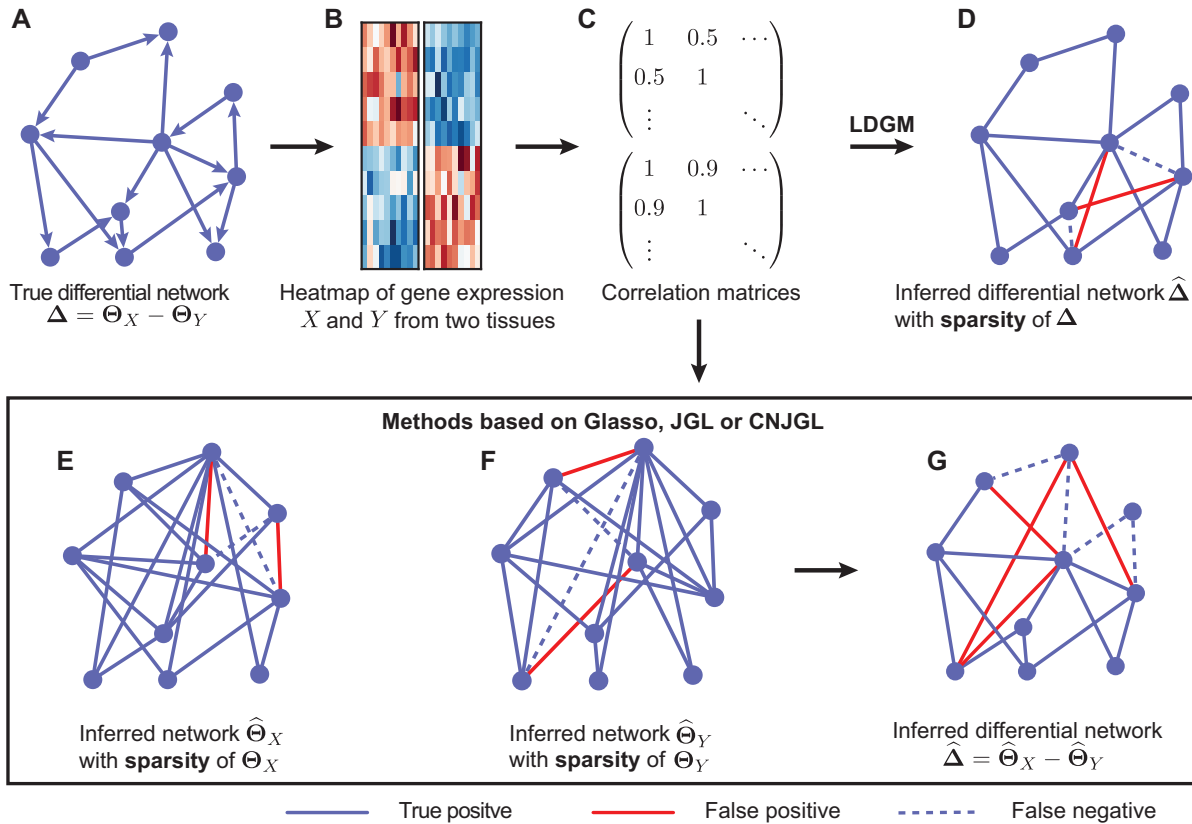 A
B
C
D
1 0.5 ⋯
0.5 1
⋮ ⋱
1 0.9 ⋯
0.9 1
⋮ ⋱
LDGM
True differential network
Δ = Θ_X − Θ_Y
Heatmap of gene expression
X and Y from two tissues
Correlation matrices
Inferred differential network Δ̂
with sparsity of Δ
Methods based on Glasso, JGL or CNJGL
E
F
G
Inferred network Θ̂_X
with sparsity of Θ_X
Inferred network Θ̂_Y
with sparsity of Θ_Y
Inferred differential network
Δ̂ = Θ̂_X − Θ̂_Y
True positve
False positive
False negative